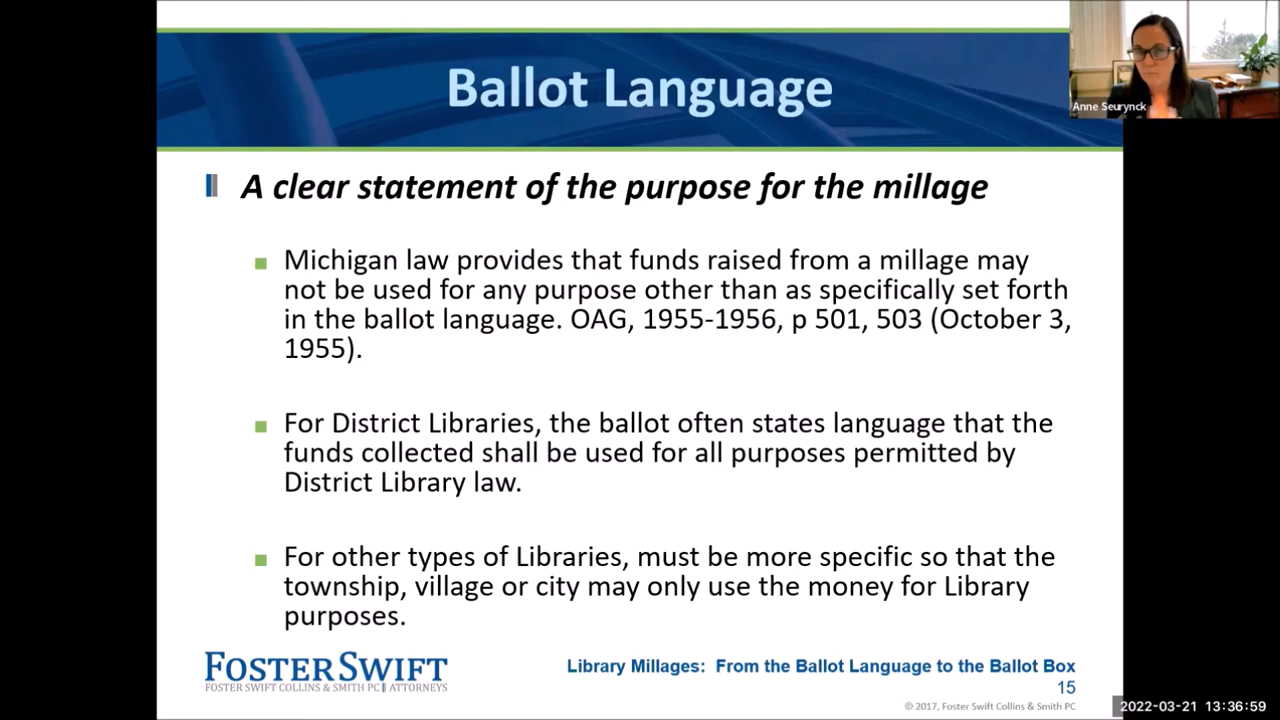 Ballot Language
Anne Seurynck
A clear statement of the purpose for the millage
Michigan law provides that funds raised from a millage may
not be used for any purpose other than as specifically set forth
in the ballot language. OAG, 1955-1956, p 501, 503 (October 3,
1955).
For District Libraries, the ballot often states language that the
funds collected shall be used for all purposes permitted by
District Library law.
For other types of Libraries, must be more specific so that the
township, village or city may only use the money for Library
purposes.
FOSTER SWIFT
FOSTER SWIFT COLLINS & SMITH PC || ATTORNEYS
Library Millages: From the Ballot Language to the Ballot Box
15
© 2017, Foster Swift Collins & Smith PC
2022-03-21 13:36:59